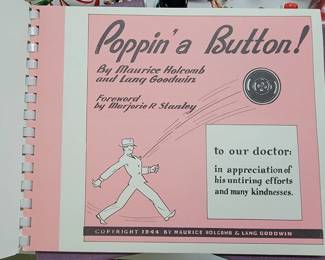 Poppin' a Button!
By Maurice Holcomb
and Lang Goodwin
Foreword
by Marjorie R. Stanley
to our doctor:
in appreciation of
his untiring efforts
and many kindnesses.
COPYRIGHT 1944 BY MAURICE HOLCOMB & LANG GOODWIN